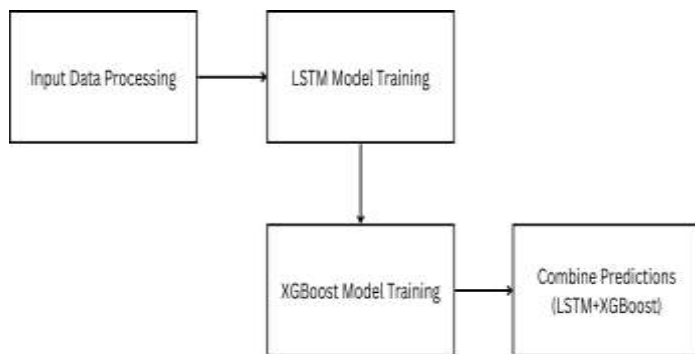 Input Data Processing
LSTM Model Training
XGBoost Model Training
Combine Predictions
(LSTM+XGBoost)